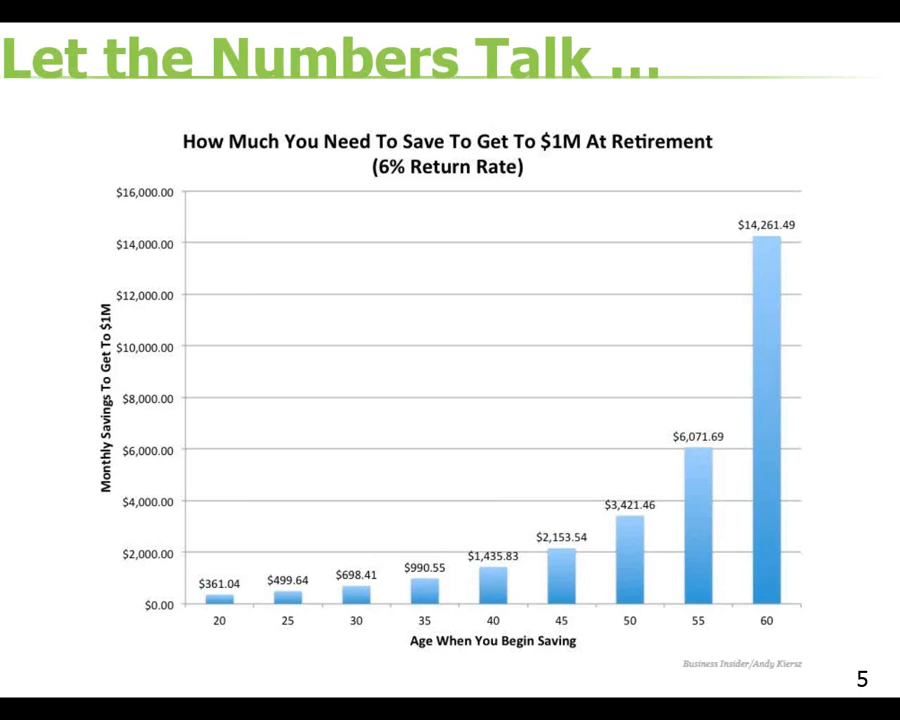 Let the Numbers Talk ...
How Much You Need To Save To Get To $1M At Retirement
(6% Return Rate)
Monthly Savings To Get To $1M
$16,000.00
$14,000.00
$12,000.00
$10,000.00
$8,000.00
$6,000.00
$4,000.00
$2,000.00
$0.00
$361.04
$499.64
$698.41
$990.55
$1,435.83
$2,153.54
$3,421.46
$6,071.69
$14,261.49
20 25 30 35 40 45 50 55 60
Age When You Begin Saving
Business Insider/Andy Kiersz
5